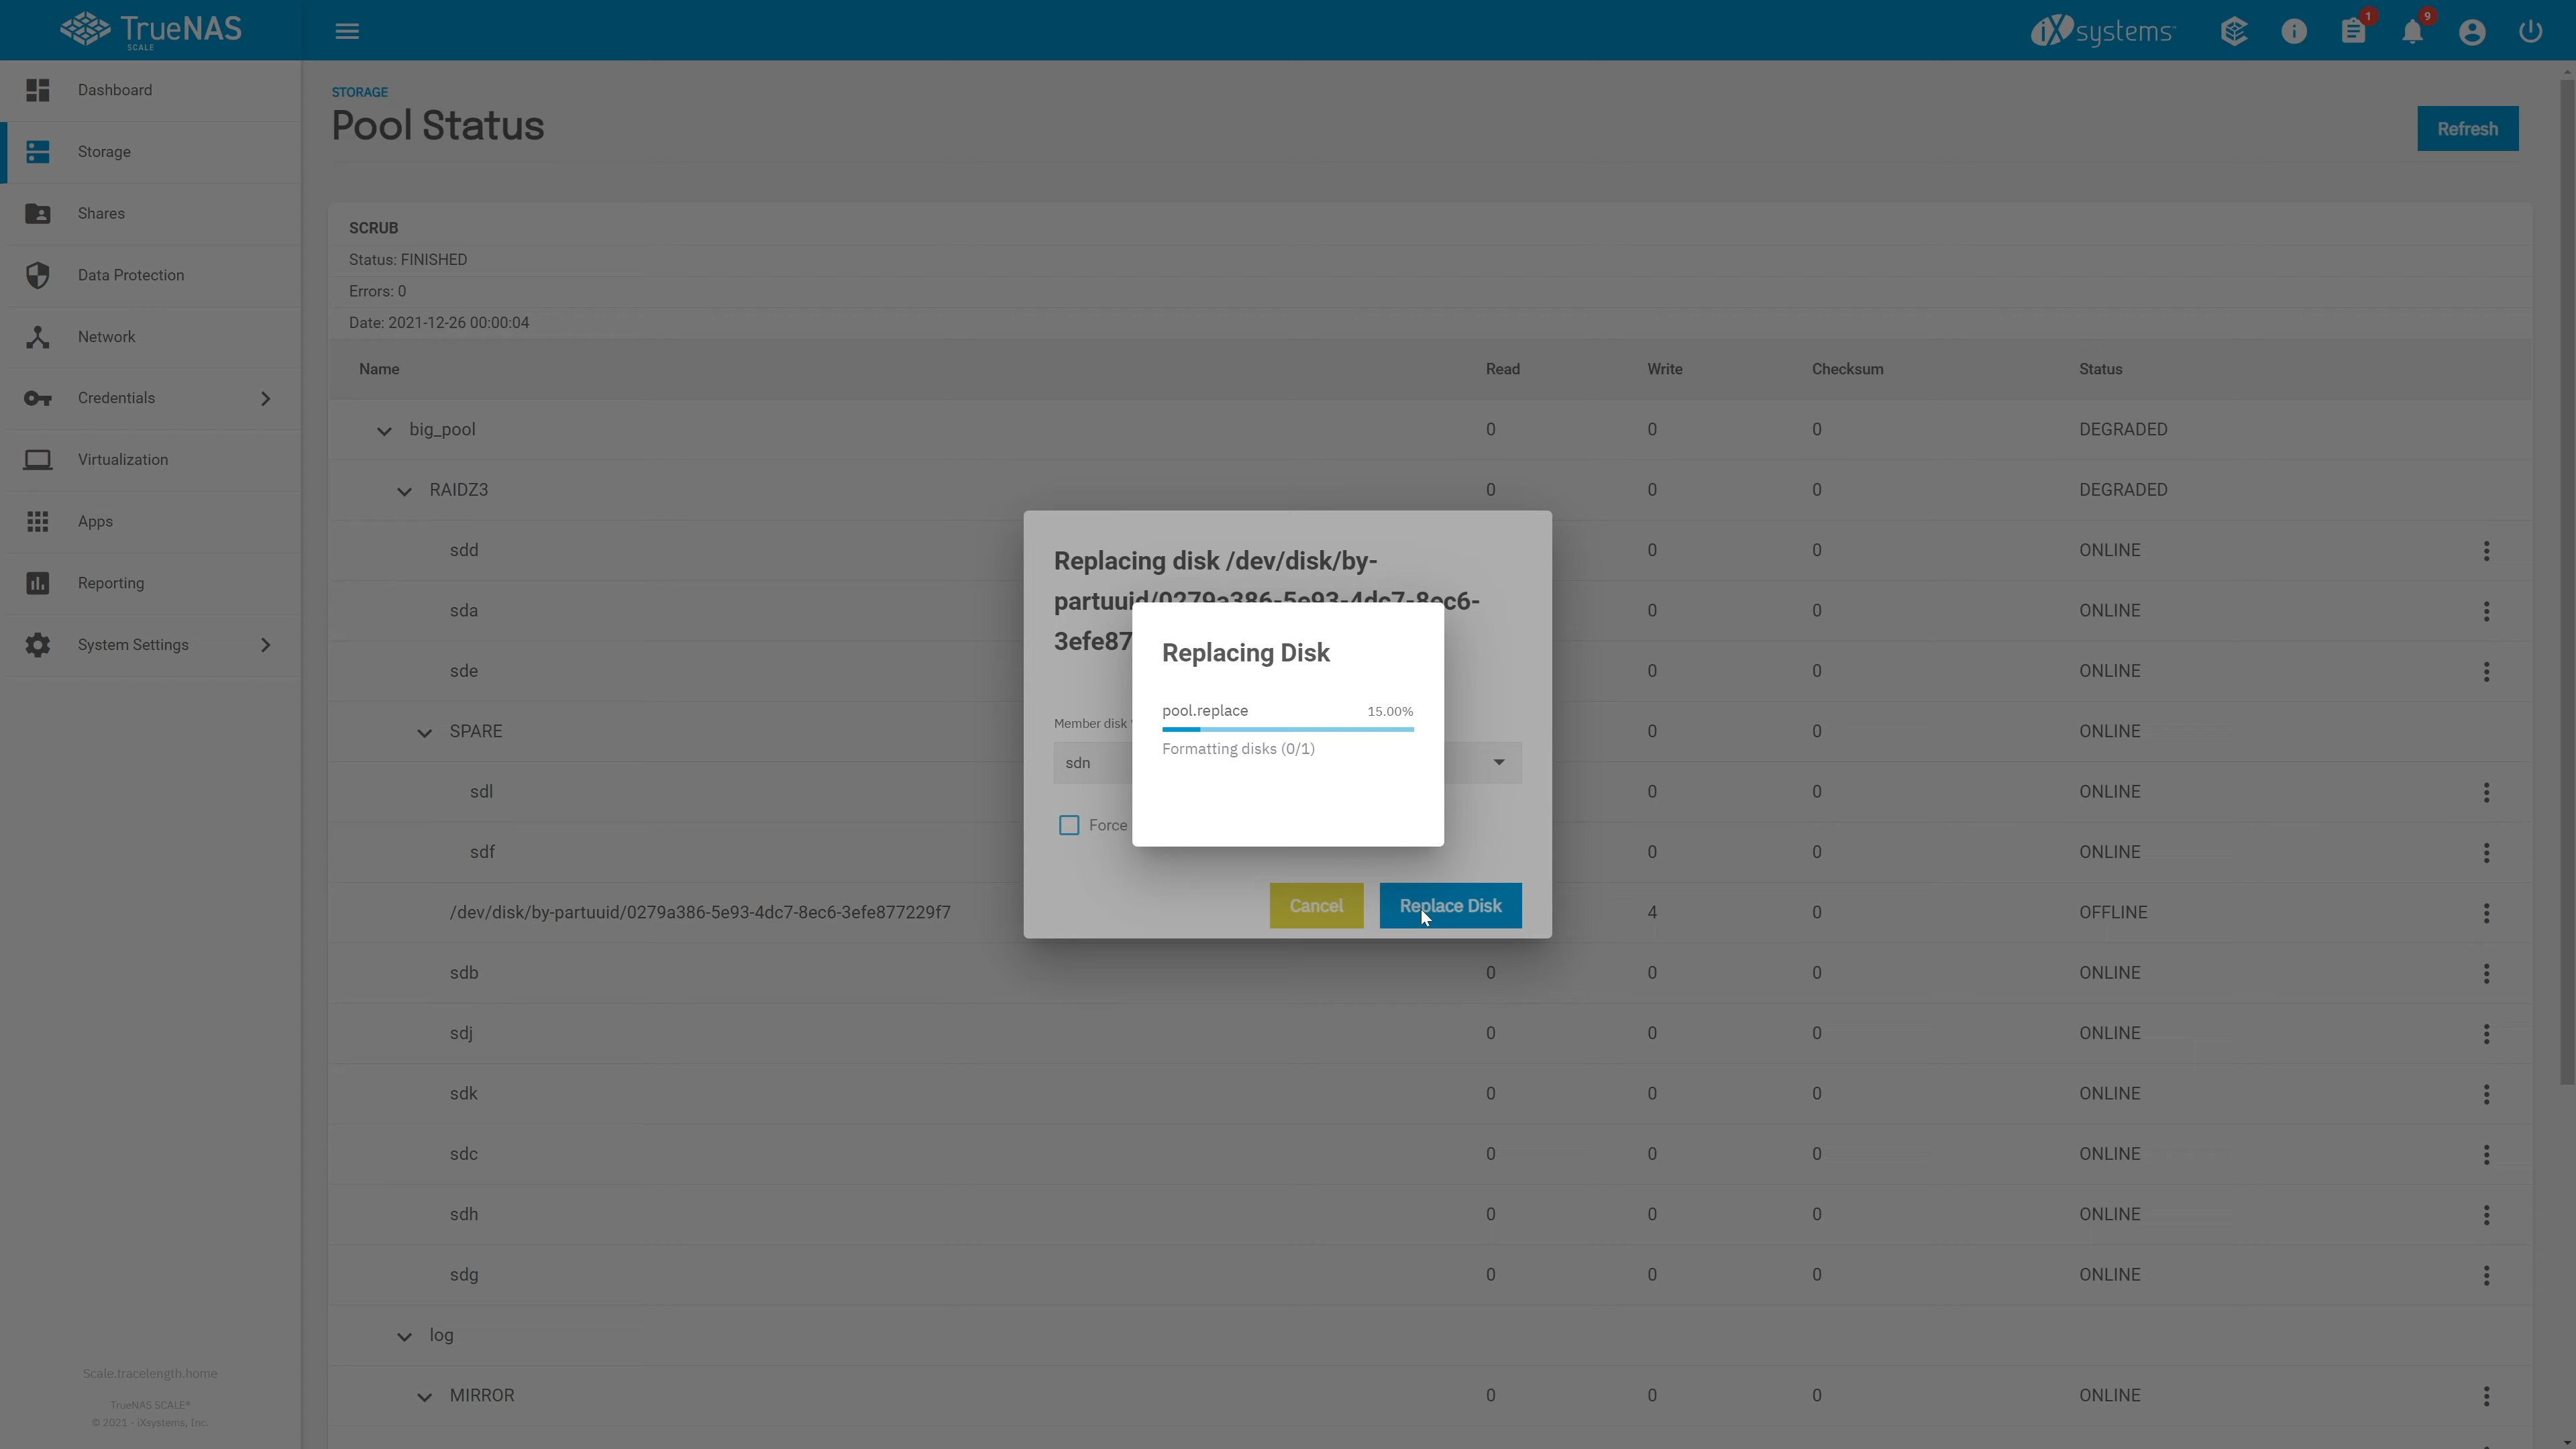 TrueNAS
SCALE
iXsystems
1
9
Dashboard
Storage
Shares
Data Protection
Network
Credentials
Virtualization
Apps
Reporting
System Settings
Scale.tracelength.home
TrueNAS SCALE®
© 2021 - iXsystems, Inc.
STORAGE
Pool Status
Refresh
SCRUB
Status: FINISHED
Errors: 0
Date: 2021-12-26 00:00:04
Name Read Write Checksum Status
big_pool 0 0 0 DEGRADED
RAIDZ3 0 0 0 DEGRADED
sdd 0 0 ONLINE
sda 0 0 ONLINE
sde 0 0 ONLINE
SPARE 0 0 ONLINE
sdl 0 0 ONLINE
sdf 0 0 ONLINE
/dev/disk/by-partuuid/0279a386-5e93-4dc7-8ec6-3efe877229f7 4 0 OFFLINE
sdb 0 0 0 ONLINE
sdj 0 0 0 ONLINE
sdk 0 0 0 ONLINE
sdc 0 0 0 ONLINE
sdh 0 0 0 ONLINE
sdg 0 0 0 ONLINE
log
MIRROR 0 0 0 ONLINE
Replacing disk /dev/disk/by-
partuuid/0279a386-5e93-4dc7-8ec6-
3efe87
Member disk
sdn
Force
Cancel
Replace Disk
Replacing Disk
pool.replace 15.00%
Formatting disks (0/1)